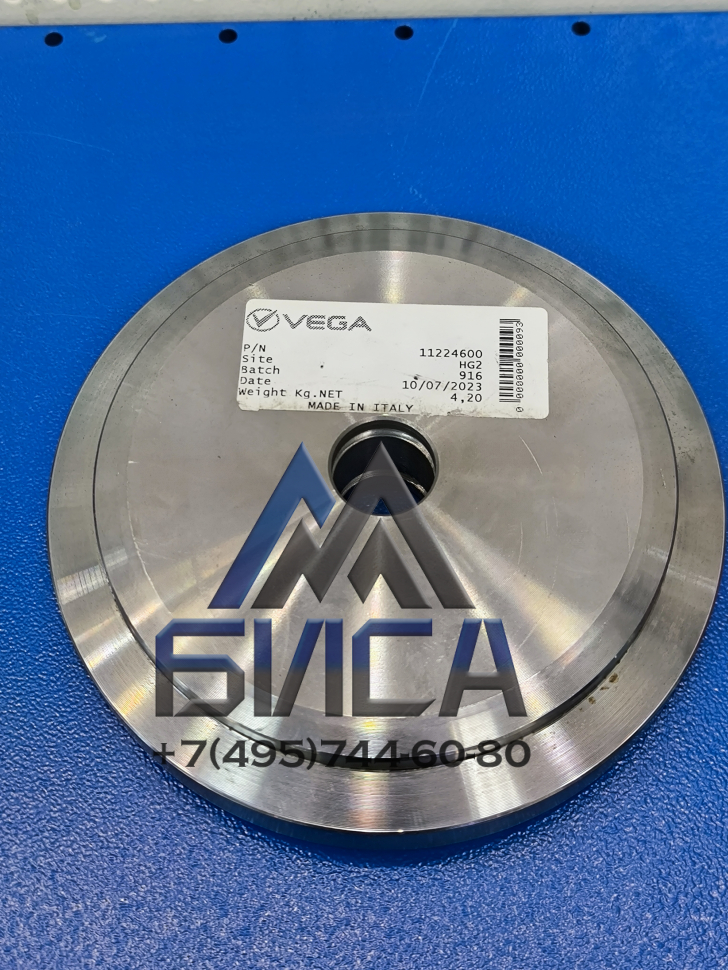 VEGA
P/N 11224600
Site HG2
Batch 916
Date 10/07/2023
Weight Kg.NET 4,20
MADE IN ITALY
БИСА
+7(495)744-60-80